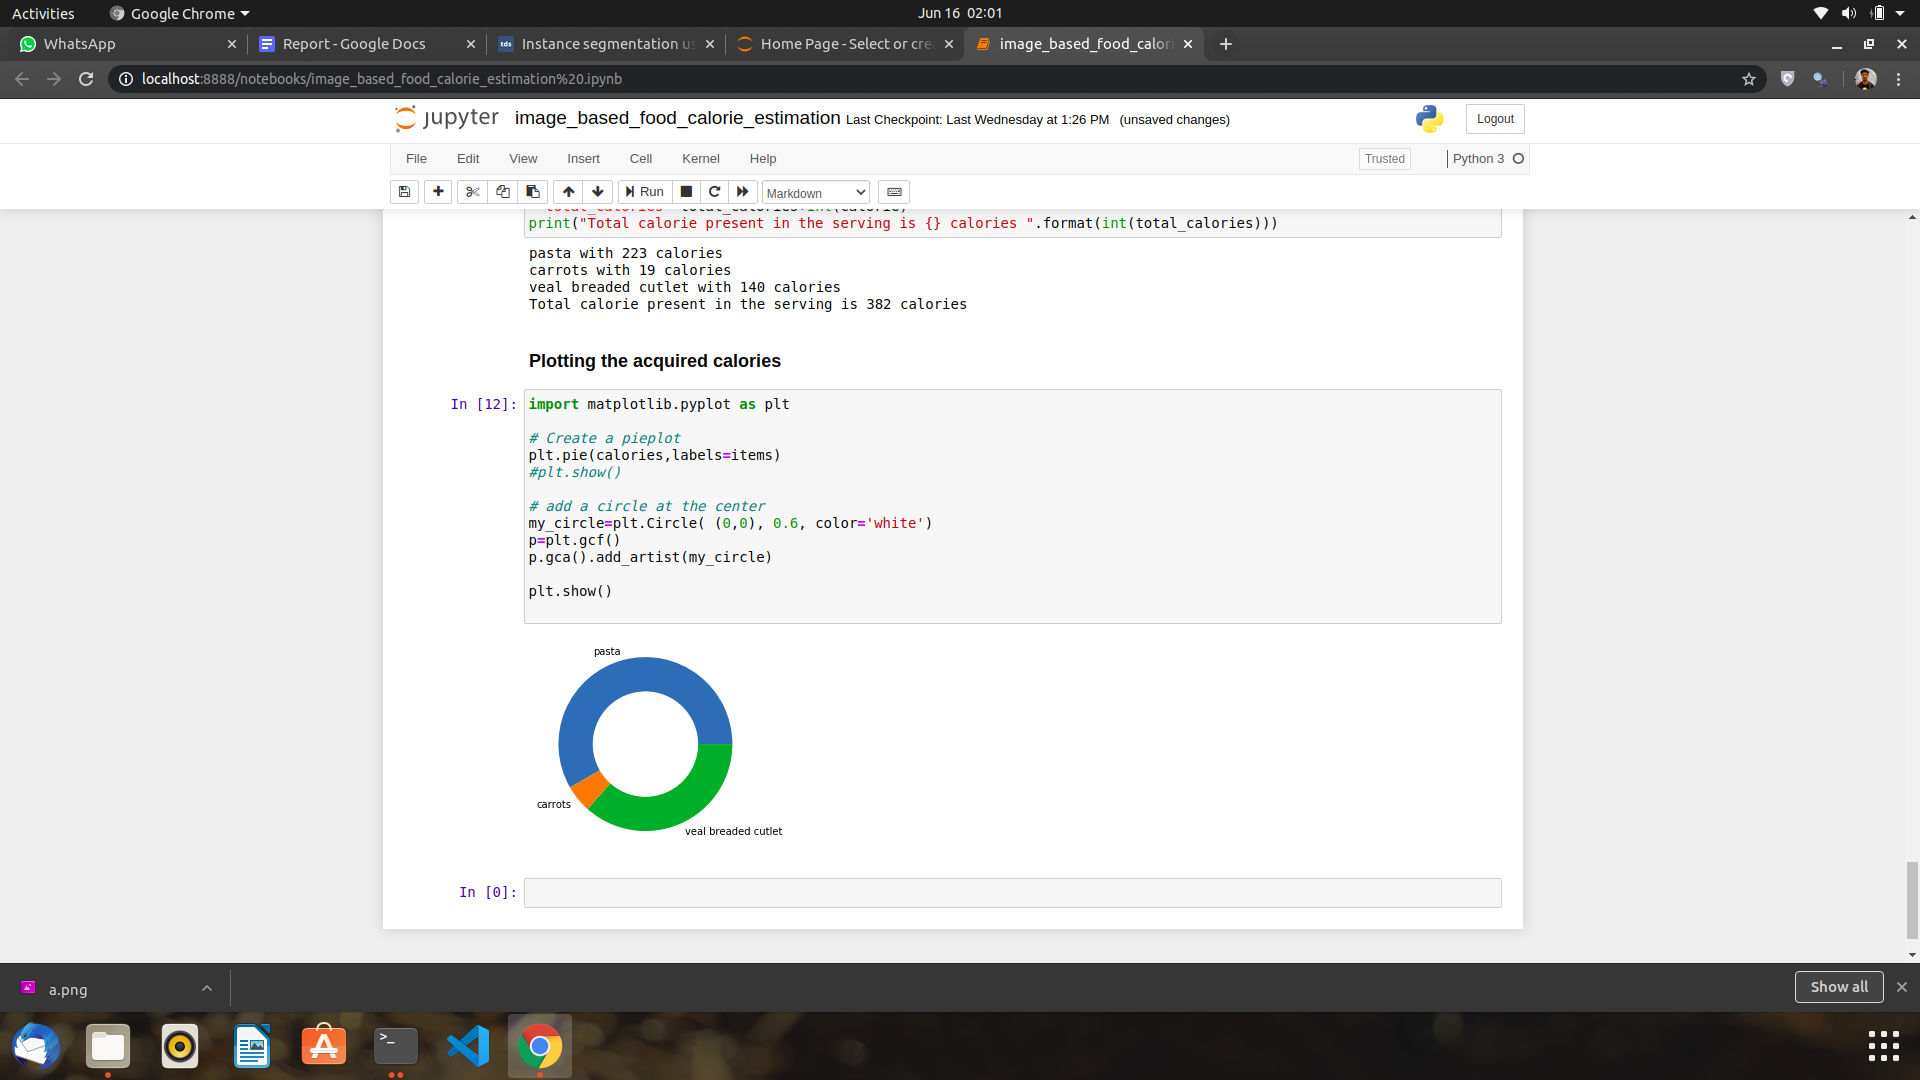 Activities
Google Chrome
Jun 16 02:01
WhatsApp
Report - Google Docs
Instance segmentation us
Home Page - Select or crea
image_based_food_calori
localhost:8888/notebooks/image_based_food_calorie_estimation%20.ipynb
jupyter image_based_food_calorie_estimation Last Checkpoint: Last Wednesday at 1:26 PM (unsaved changes)
Logout
File Edit View Insert Cell Kernel Help
Trusted
Python 3
Run
Markdown
print("Total calorie present in the serving is {} calories ".format(int(total_calories)))
pasta with 223 calories
carrots with 19 calories
veal breaded cutlet with 140 calories
Total calorie present in the serving is 382 calories
Plotting the acquired calories
In [12]:
import matplotlib.pyplot as plt
# Create a pieplot
plt.pie(calories,labels=items)
#plt.show()
# add a circle at the center
my_circle=plt.Circle( (0,0), 0.6, color='white')
p=plt.gcf()
p.gca().add_artist(my_circle)
plt.show()
pasta
carrots
veal breaded cutlet
In [0]:
a.png
Show all